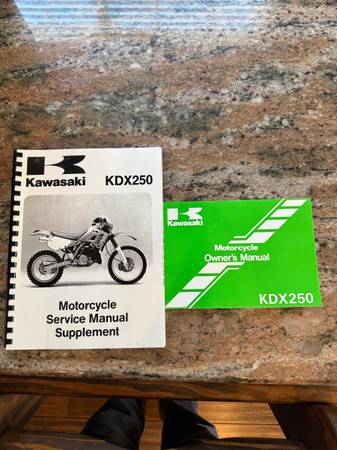 Kawasaki KDX250
Motorcycle
Service Manual
Supplement
Kawasaki
Motorcycle
Owner's Manual
KDX250